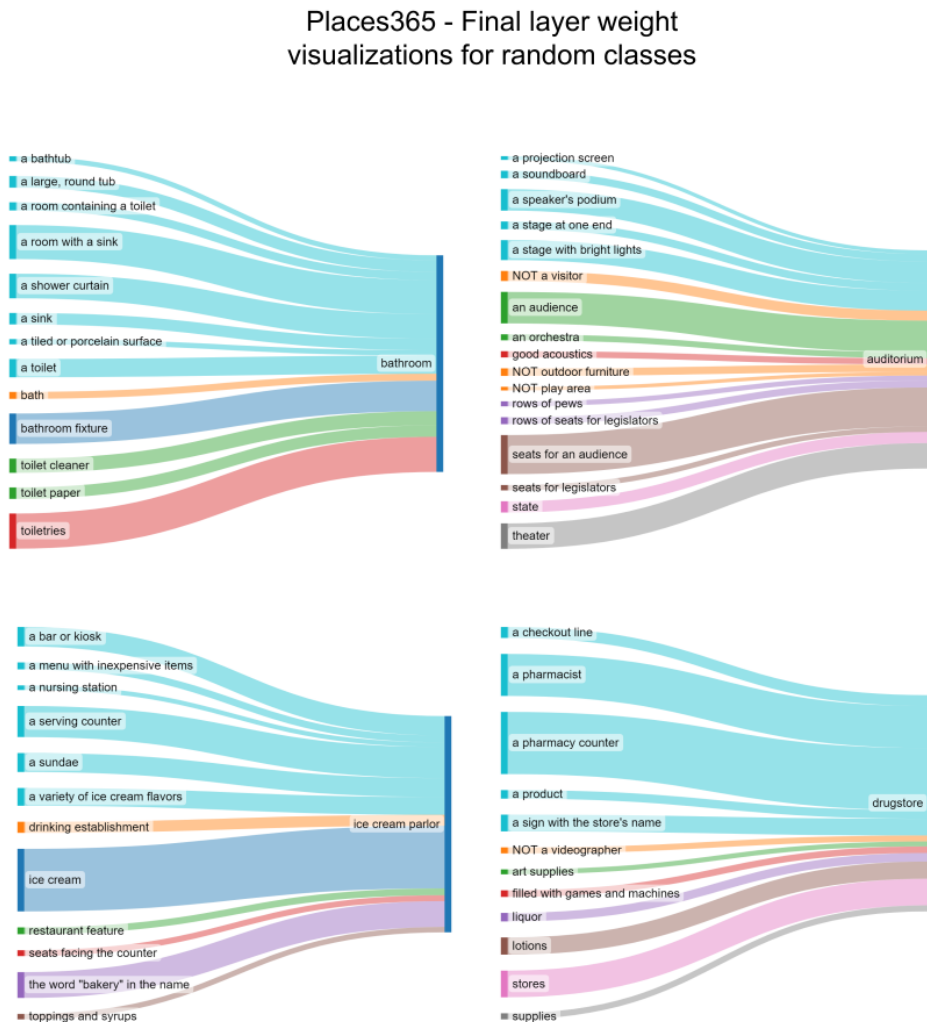 Places365 - Final layer weight
visualizations for random classes
a bathtub
a large, round tub
a room containing a toilet
a room with a sink
a shower curtain
a sink
a tiled or porcelain surface
a toilet
bath
bathroom fixture
toilet cleaner
toilet paper
toiletries
bathroom
a projection screen
a soundboard
a speaker's podium
a stage at one end
a stage with bright lights
NOT a visitor
an audience
an orchestra
good acoustics
NOT outdoor furniture
NOT play area
rows of pews
rows of seats for legislators
seats for an audience
seats for legislators
state
theater
auditorium
a bar or kiosk
a menu with inexpensive items
a nursing station
a serving counter
a sundae
a variety of ice cream flavors
drinking establishment
ice cream
restaurant feature
seats facing the counter
the word "bakery" in the name
toppings and syrups
ice cream parlor
a checkout line
a pharmacist
a pharmacy counter
a product
a sign with the store's name
NOT a videographer
art supplies
filled with games and machines
liquor
lotions
stores
supplies
drugstore